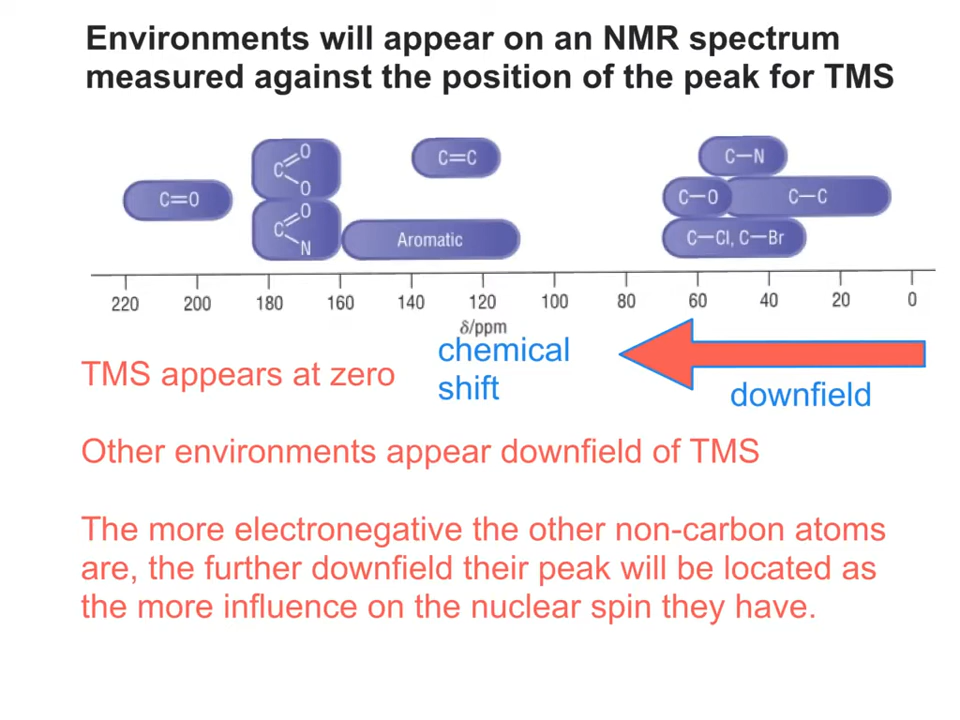 Environments will appear on an NMR spectrum
measured against the position of the peak for TMS
C=O
C=O
O
C=O
N
C=C
Aromatic
C—N
C—O
C—C
C—Cl, C—Br
220 200 180 160 140 120 100 80 60 40 20 0
δ/ppm
chemical
shift
downfield
TMS appears at zero
Other environments appear downfield of TMS
The more electronegative the other non-carbon atoms
are, the further downfield their peak will be located as
the more influence on the nuclear spin they have.